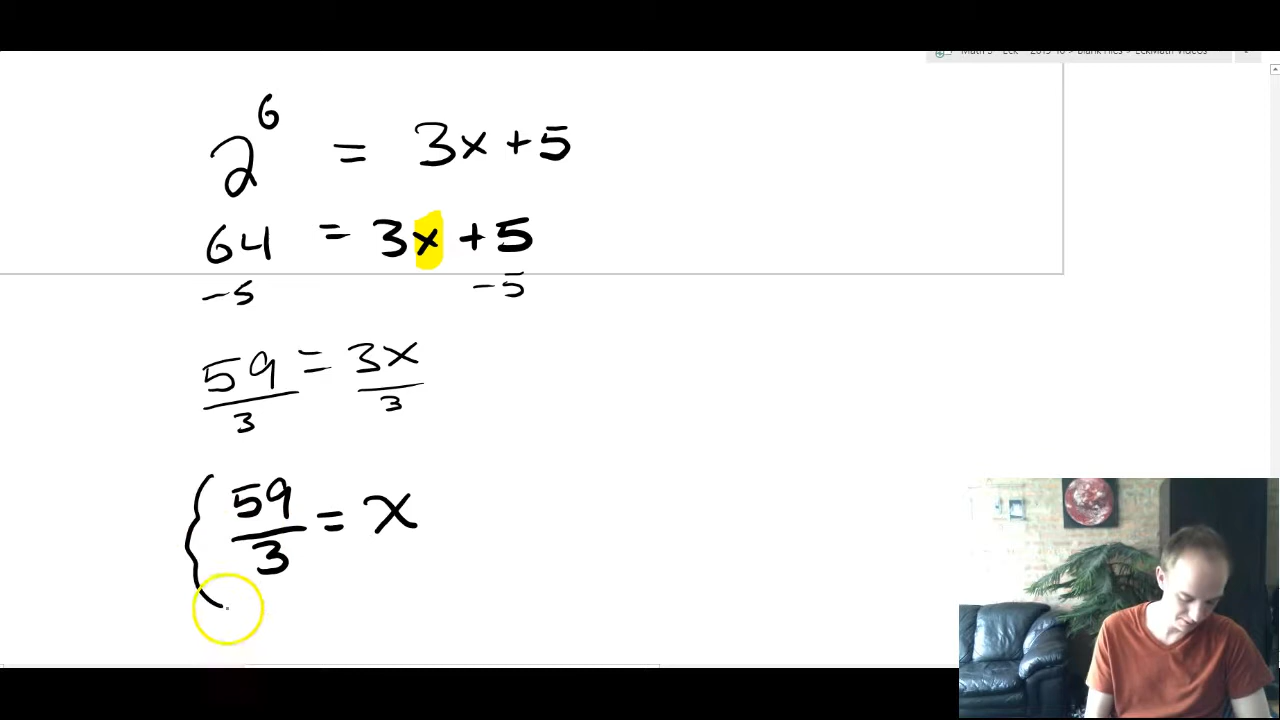 2^6 = 3x + 5
64 = 3x + 5
-5 -5
59 = 3x
3 3
59/3 = x